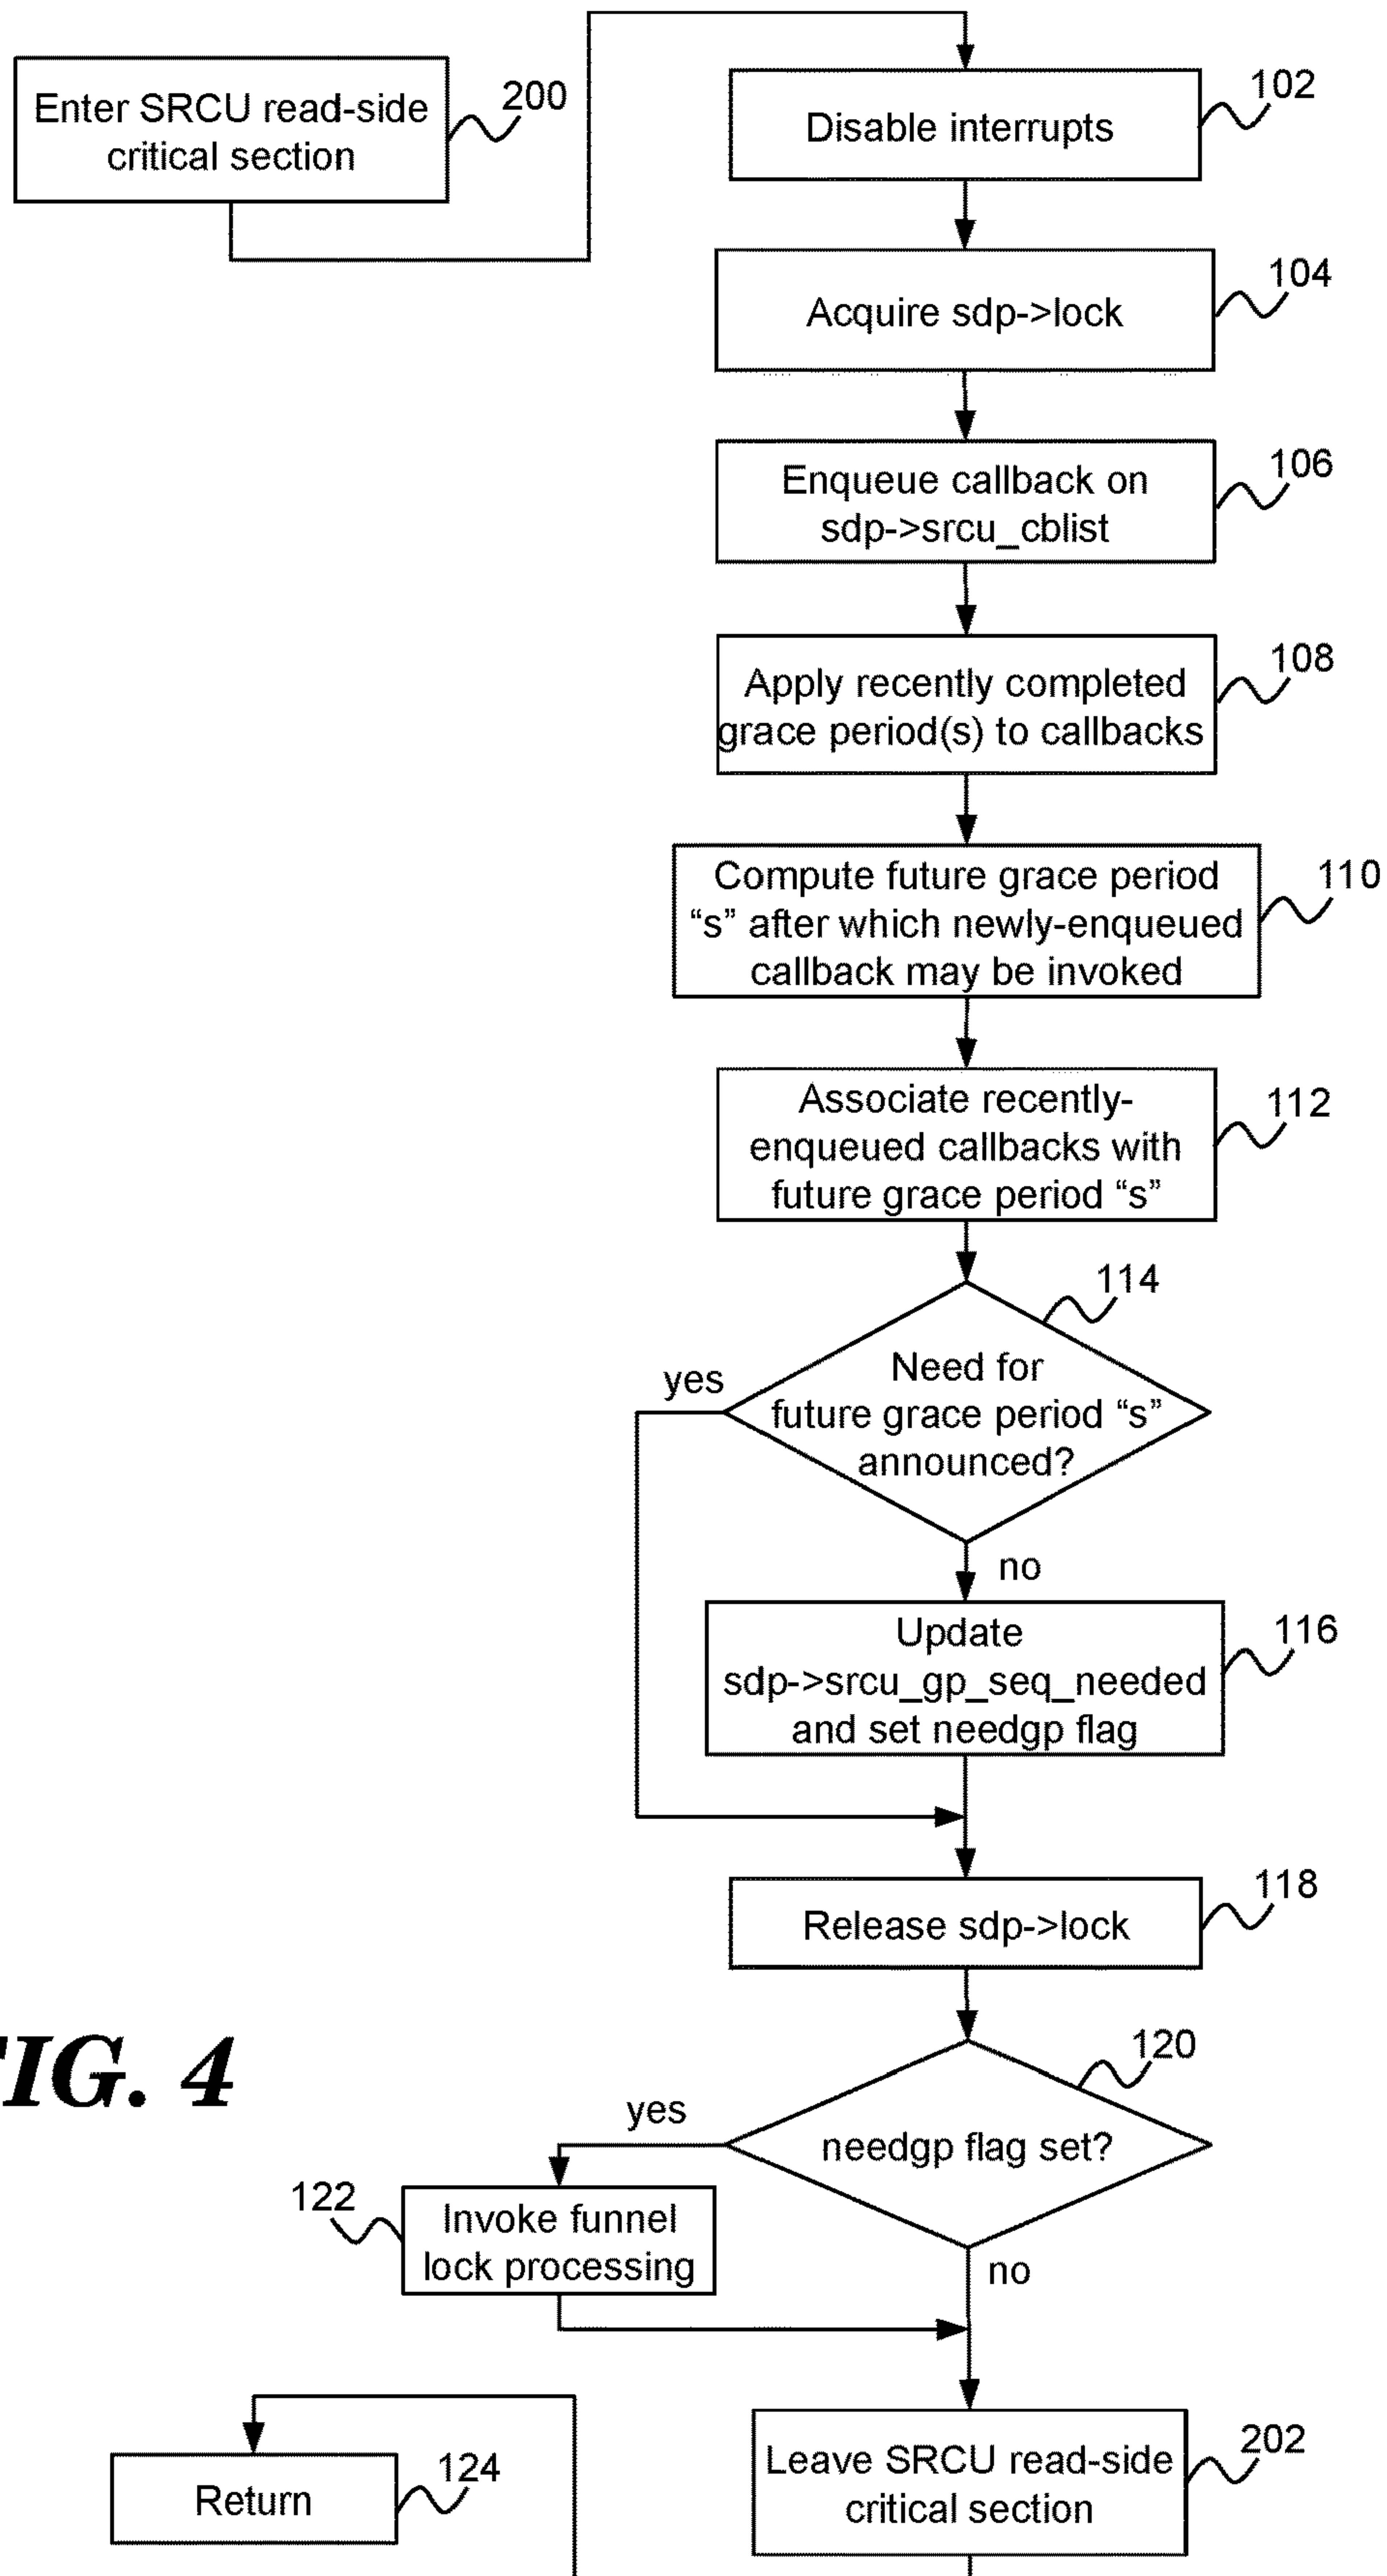 Enter SRCU read-side
critical section
200
Disable interrupts
102
Acquire sdp->lock
104
Enqueue callback on
sdp->srcu_cblist
106
Apply recently completed
grace period(s) to callbacks
108
Compute future grace period
“s” after which newly-enqueued
callback may be invoked
110
Associate recently-
enqueued callbacks with
future grace period “s”
112
Need for
future grace period “s”
announced?
114
yes
no
Update
sdp->srcu_gp_seq_needed
and set needgp flag
116
Release sdp->lock
118
FIG. 4
needgp flag set?
120
yes
no
Invoke funnel
lock processing
122
Leave SRCU read-side
critical section
202
Return
124